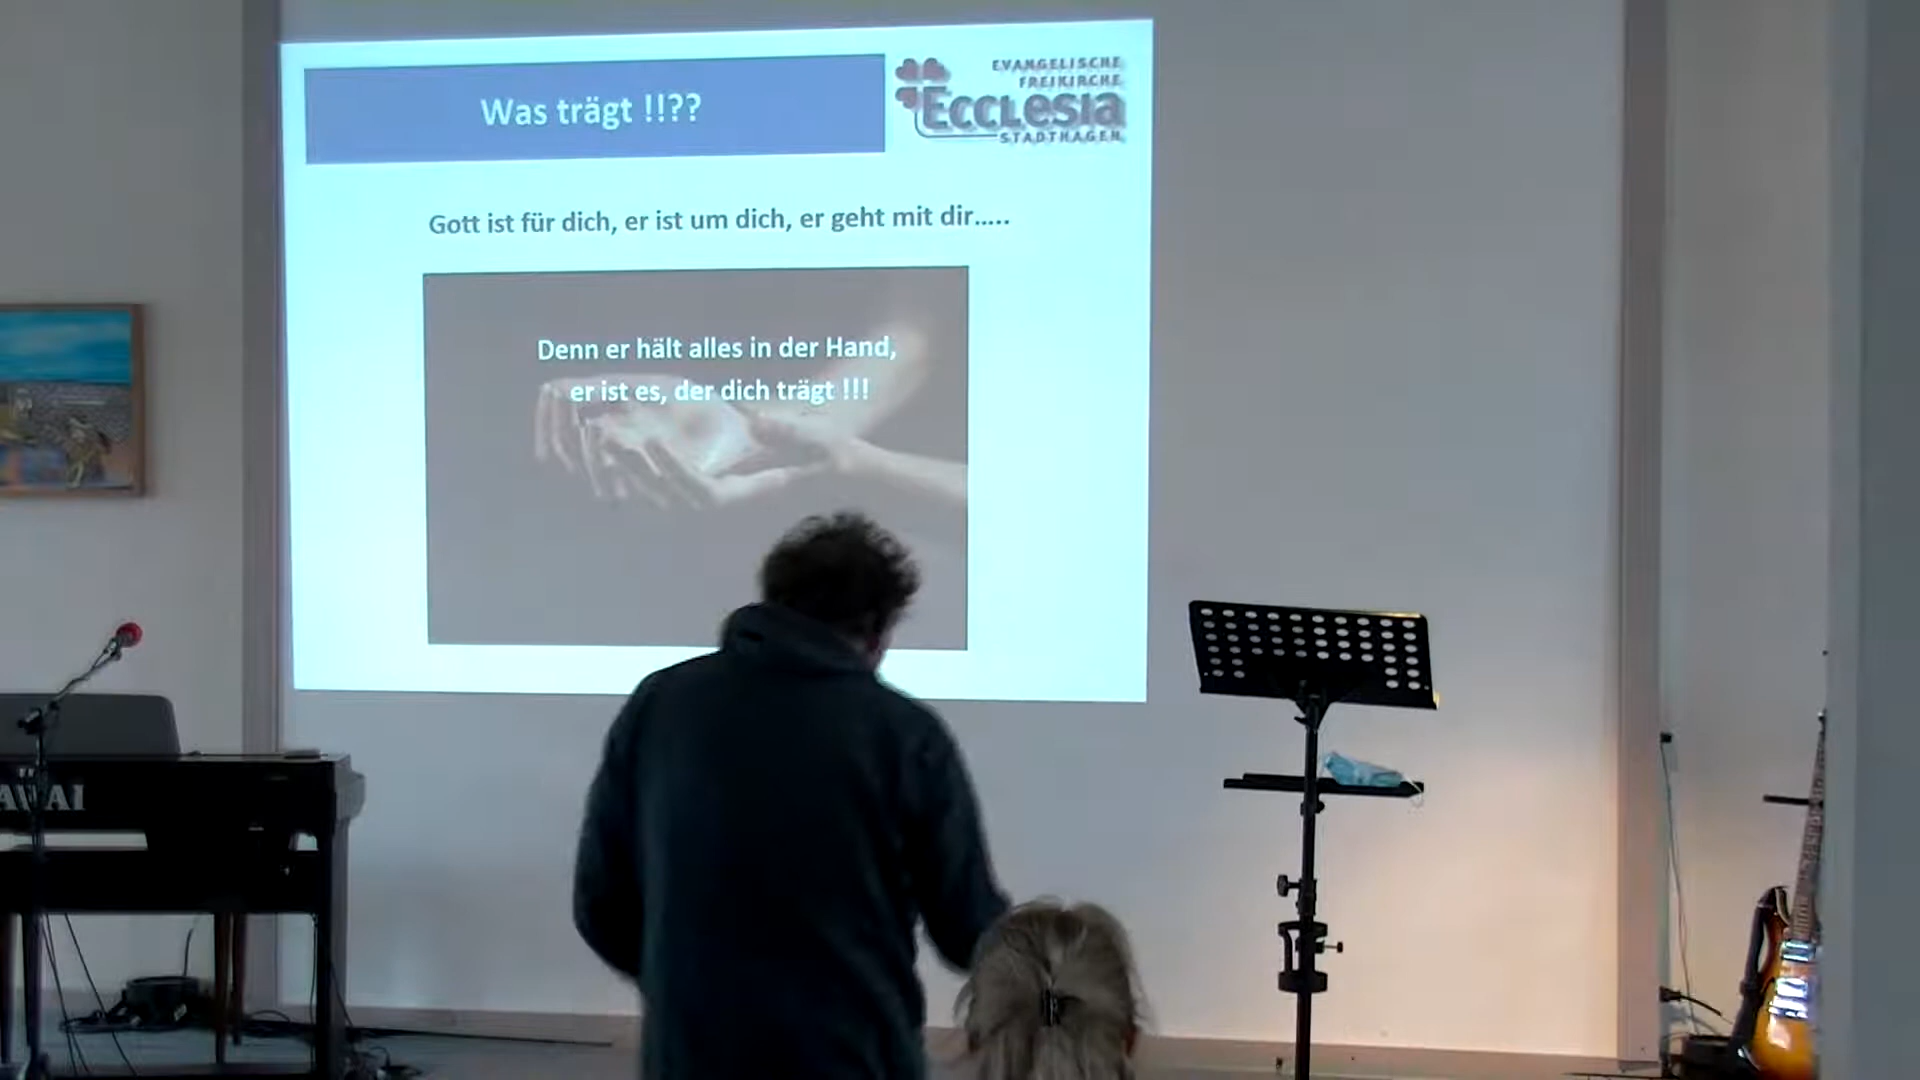 Was trägt !!??
EVANGELISCHE
FREIKIRCHE
Ecclesia
STADTHAGEN
Gott ist für dich, er ist um dich, er geht mit dir.....
Denn er hält alles in der Hand,
er ist es, der dich trägt !!!
AWAI